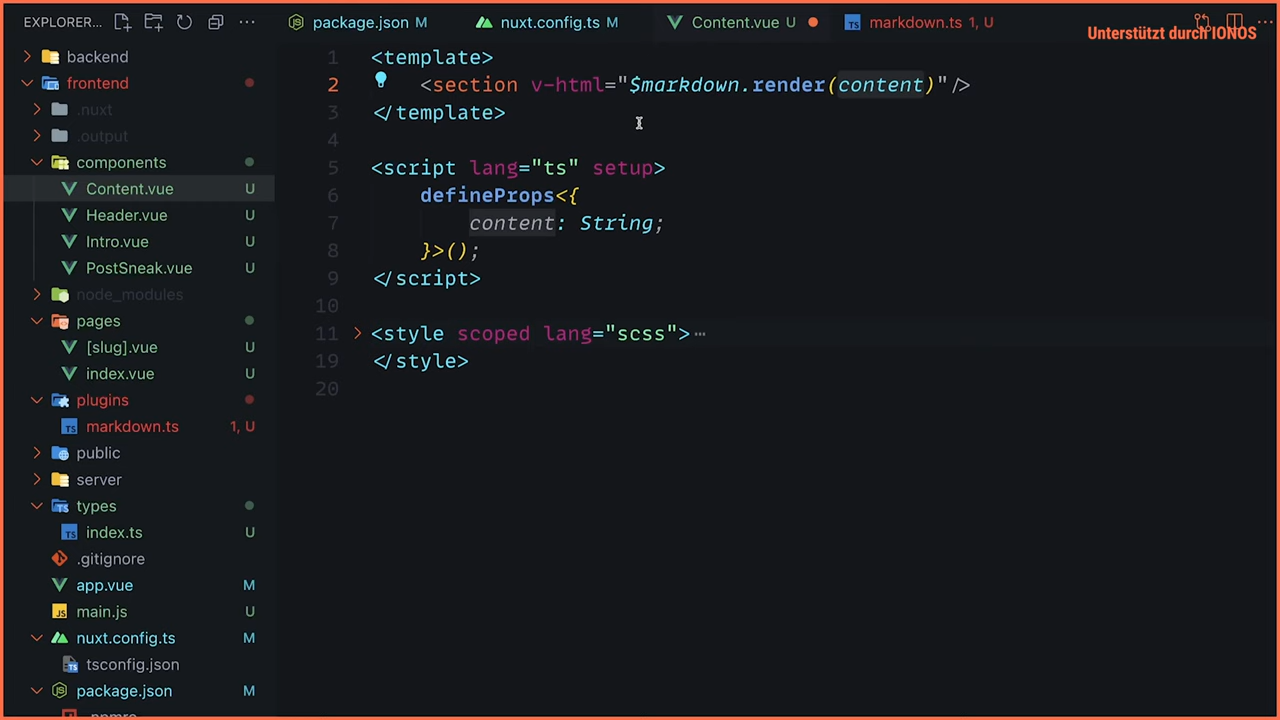 EXPLORER...
package.json M
nuxt.config.ts M
Content.vue U
markdown.ts 1, U
Unterstützt durch IONOS
backend
frontend
.nuxt
.output
components
Content.vue U
Header.vue U
Intro.vue U
PostSneak.vue U
node_modules
pages
[slug].vue U
index.vue U
plugins
markdown.ts 1, U
public
server
types
index.ts U
.gitignore
app.vue M
main.js U
nuxt.config.ts M
tsconfig.json
package.json M
.npmrc
1 <template>
2 <section v-html="$markdown.render(content)"/>
3 </template>
4
5 <script lang="ts" setup>
6 defineProps<{
7 content: String;
8 }>();
9 </script>
10
11 <style scoped lang="scss">
19 </style>
20